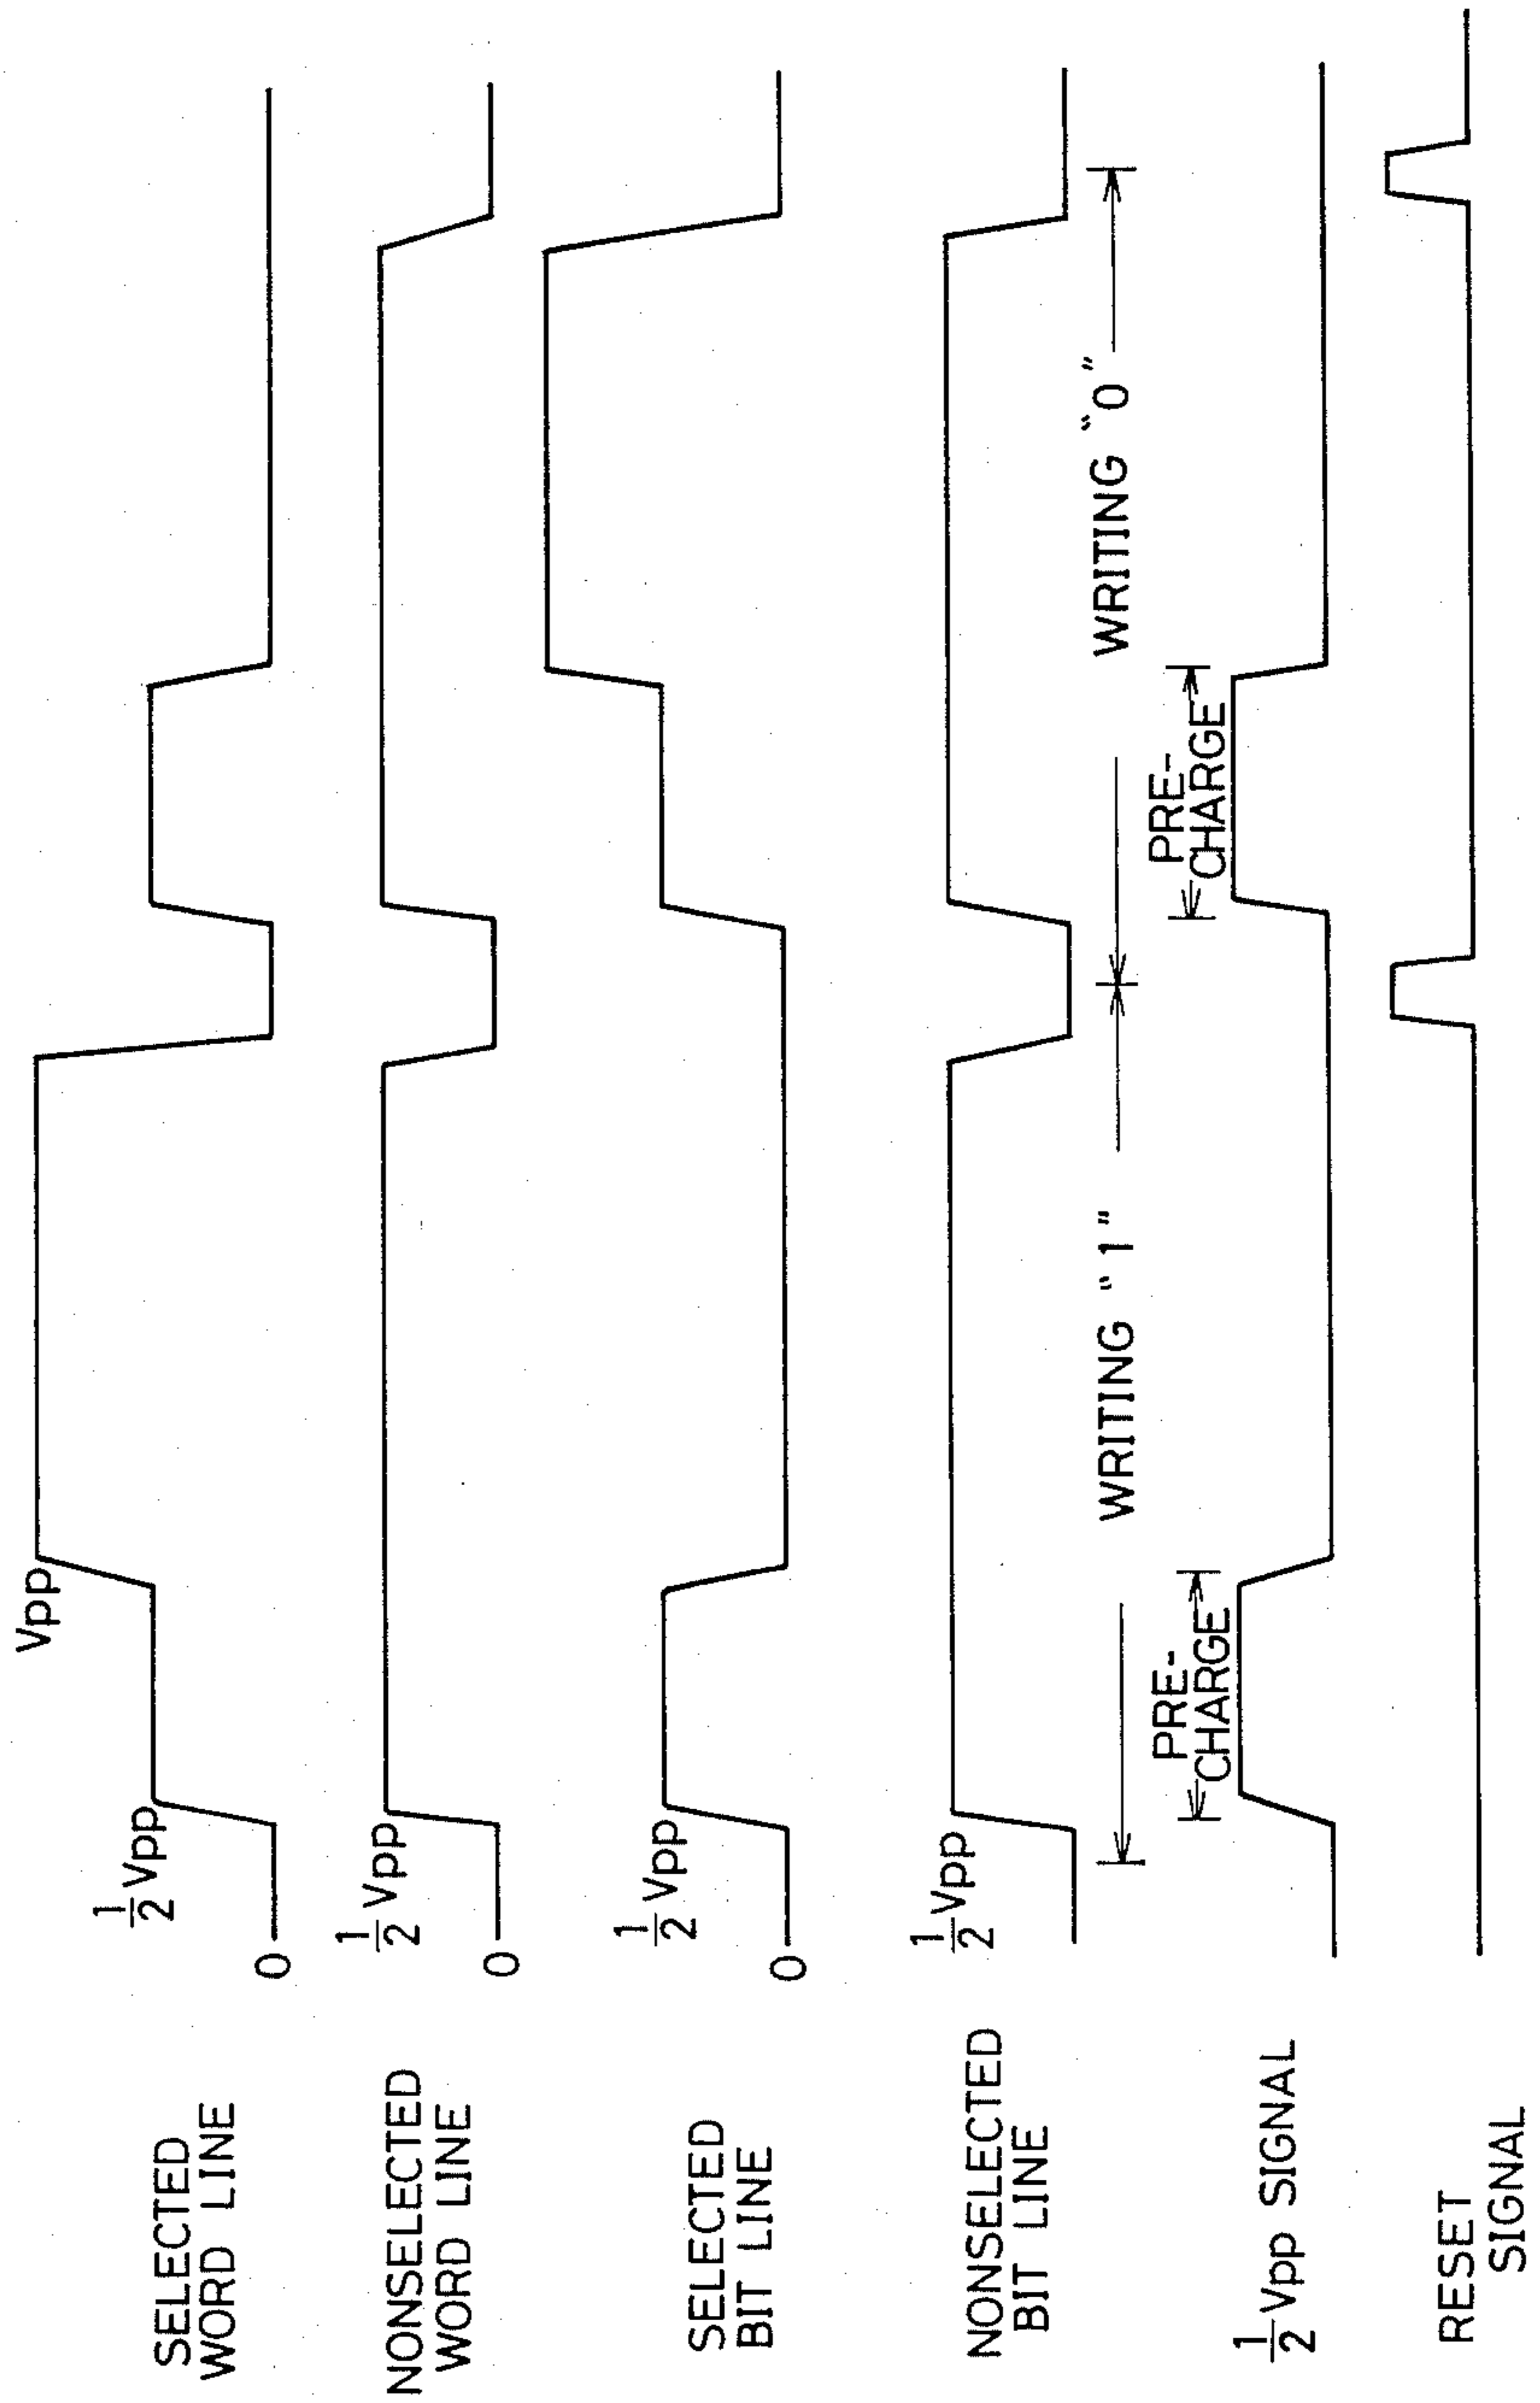 SELECTED
WORD LINE
Vpp
1/2 Vpp
0
NONSELECTED
WORD LINE
1/2 Vpp
0
SELECTED
BIT LINE
1/2 Vpp
0
NONSELECTED
BIT LINE
1/2 Vpp
WRITING "1"
WRITING "0"
PRE-
CHARGE
PRE-
CHARGE
1/2 Vpp SIGNAL
RESET
SIGNAL